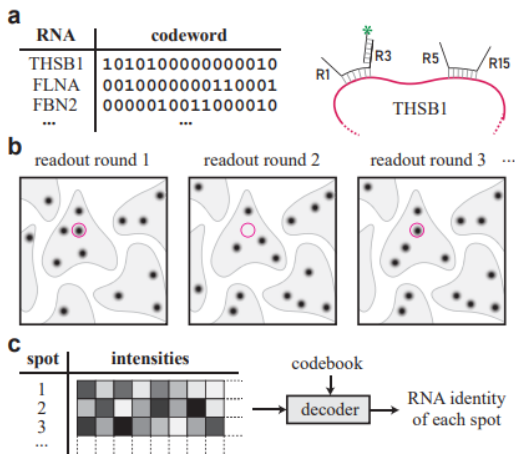 a
RNA codeword
THSB1 1010100000000010
FLNA 0010000000110001
FBN2 0000010011000010
... ...
*
R1 R3 R5 R15
THSB1
b
readout round 1 readout round 2 readout round 3 ...
c
spot intensities
1
2
3
...
codebook
decoder
RNA identity
of each spot